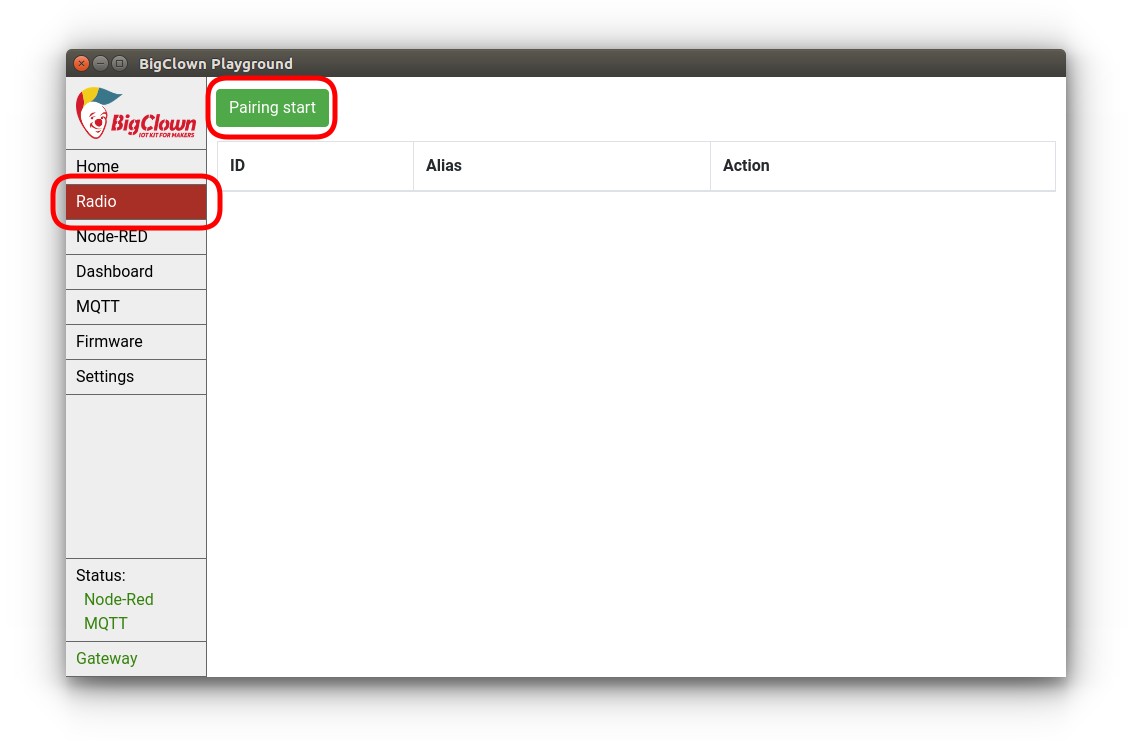 BigClown Playground
BigClown
IOT KIT FOR MAKERS
Pairing start
Home
Radio
Node-RED
Dashboard
MQTT
Firmware
Settings
ID Alias Action
Status:
Node-Red
MQTT
Gateway